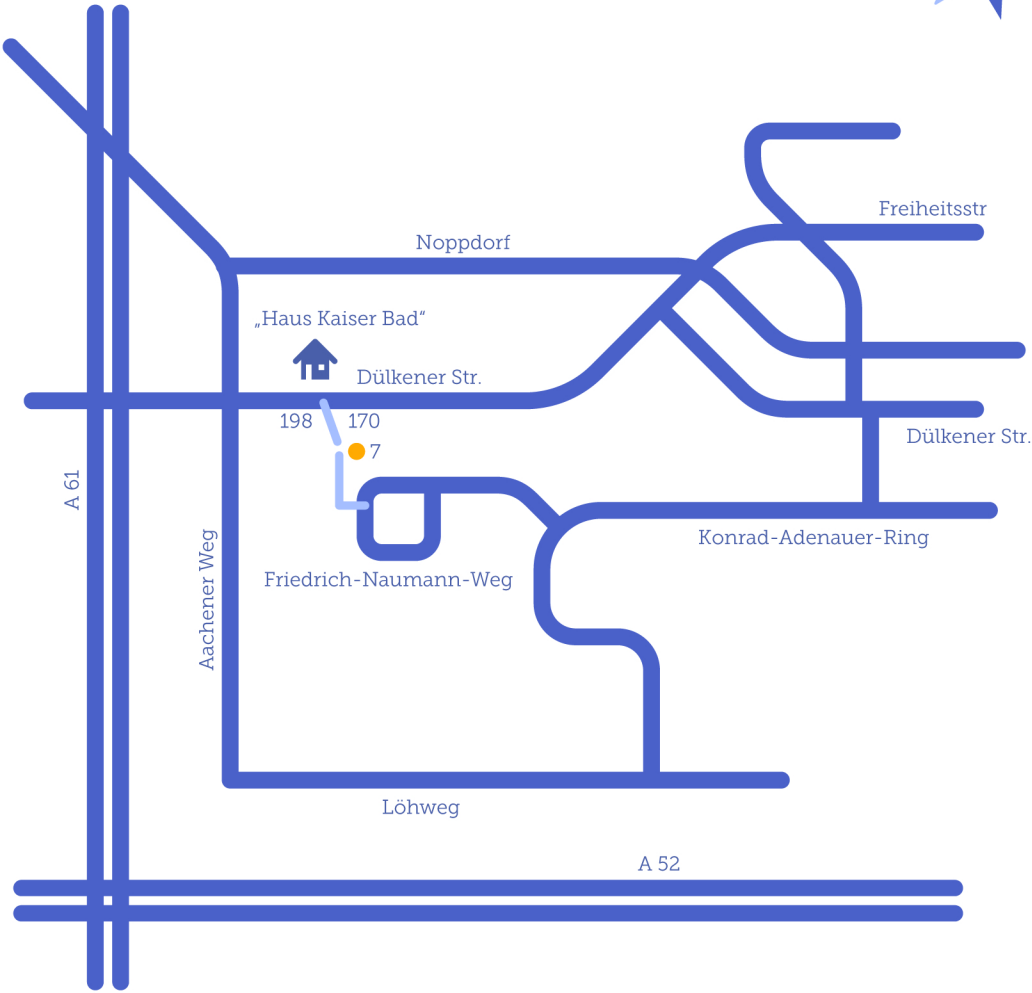 Freiheitsstr
Noppdorf
„Haus Kaiser Bad“
Dülkener Str.
198
170
Dülkener Str.
7
A 61
Konrad-Adenauer-Ring
Aachener Weg
Friedrich-Naumann-Weg
Löhweg
A 52